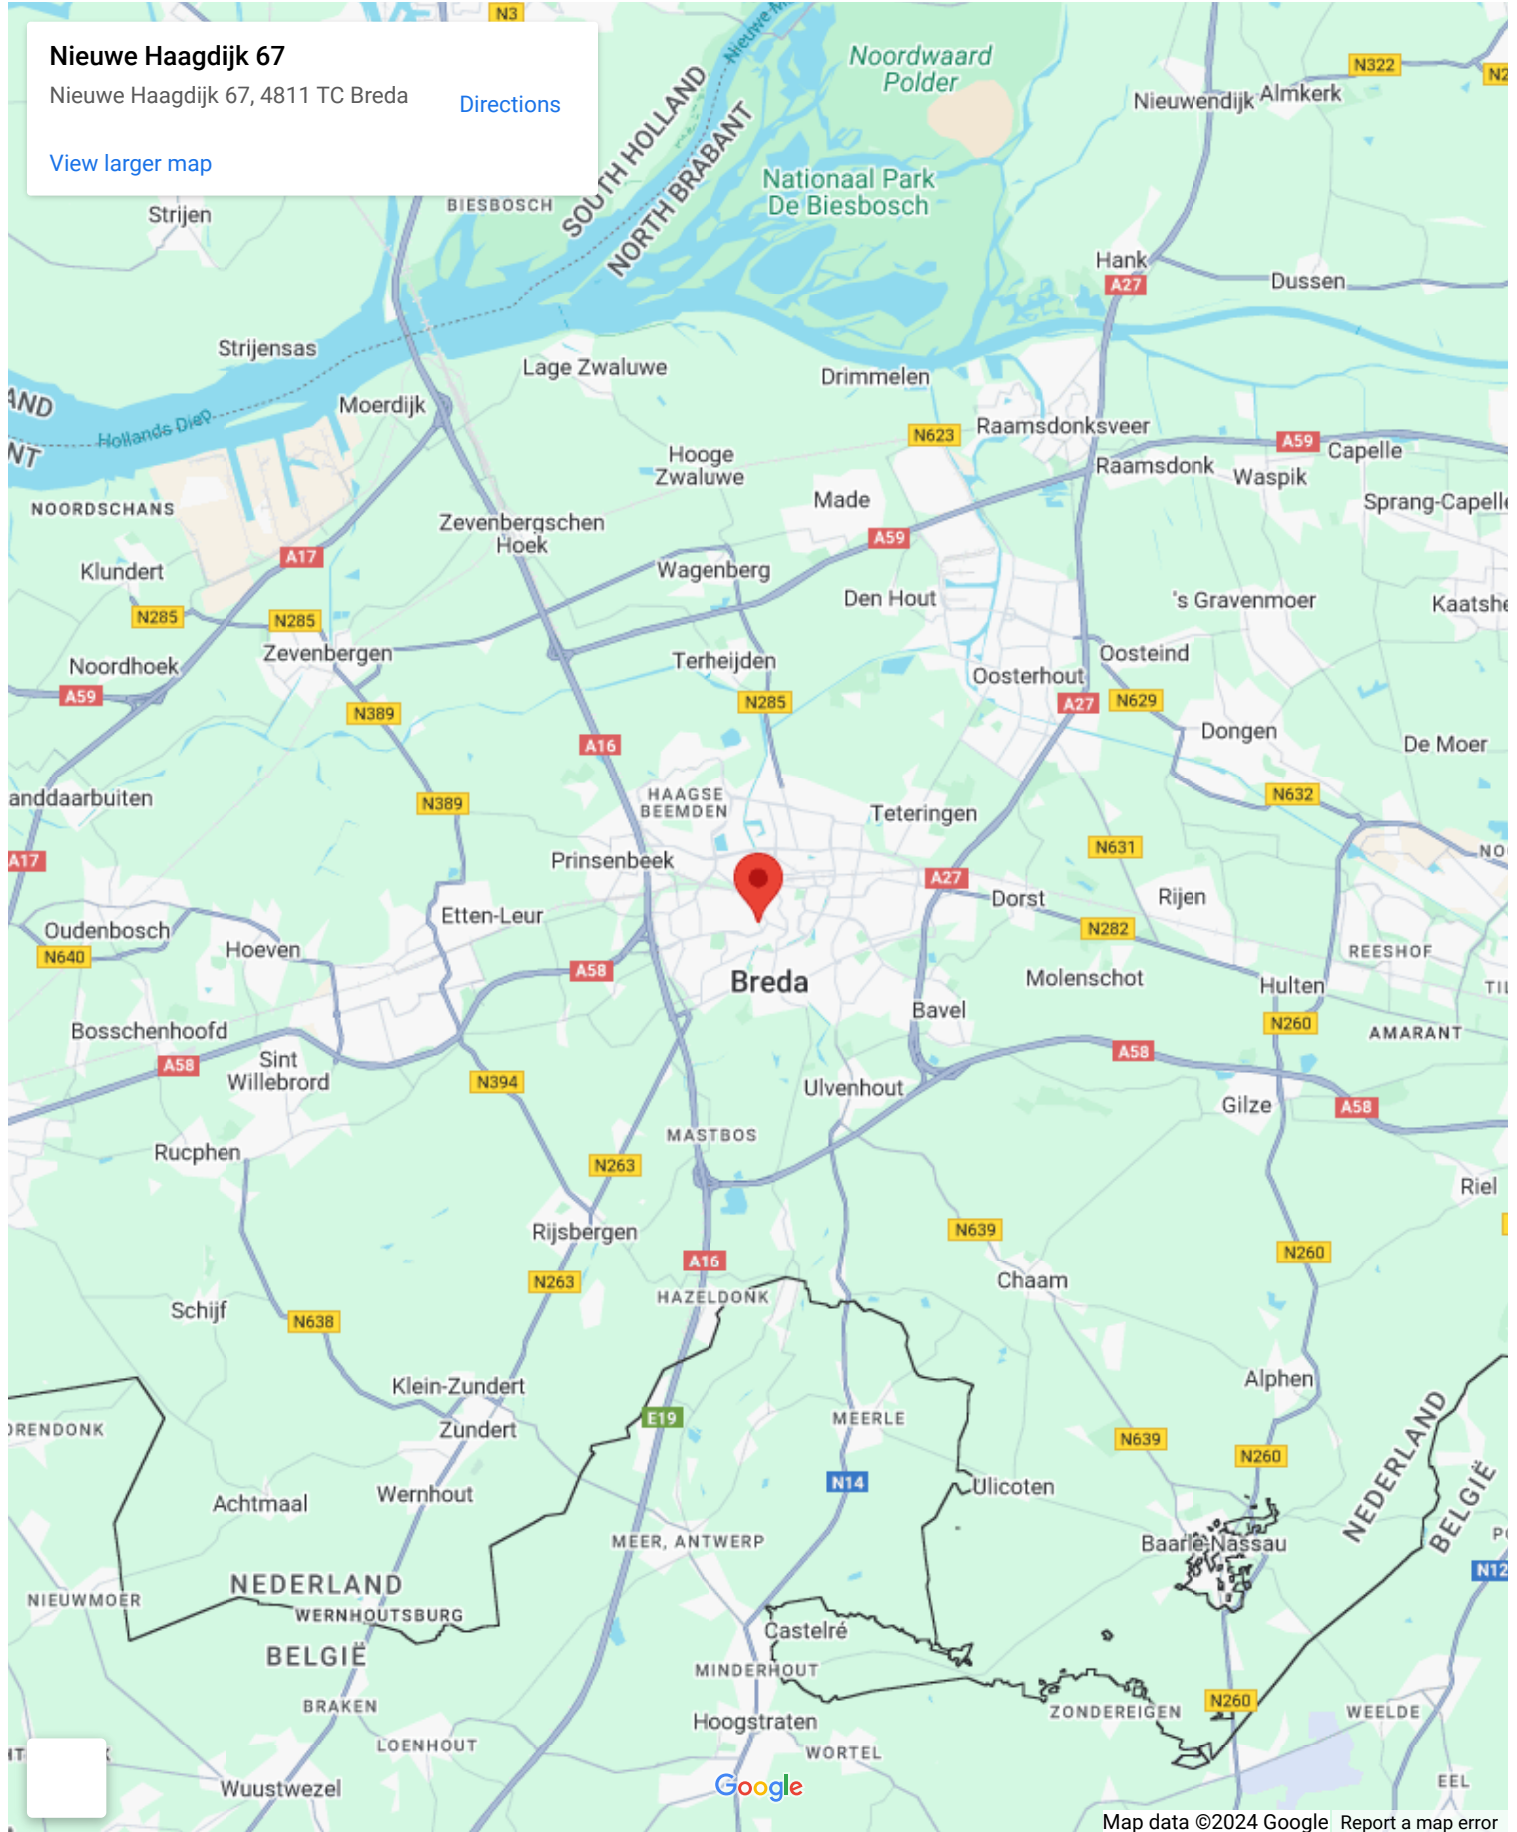 Nieuwe Haagdijk 67
Nieuwe Haagdijk 67, 4811 TC Breda
Directions
View larger map
N3
Noordwaard
Polder
N322
Nieuwendijk
Almkerk
SOUTH HOLLAND
NORTH BRABANT
Nationaal Park
De Biesbosch
BIESBOSCH
Strijen
Hank
A27
Dussen
Strijensas
Lage Zwaluwe
Drimmelen
Moerdijk
Hollands Diep
N623
Raamsdonksveer
A59
Capelle
Hooge
Zwaluwe
Raamsdonk
Waspik
Made
Sprang-Capelle
NOORDSCHANS
Zevenbergschen
Hoek
A59
A17
Klundert
Wagenberg
Den Hout
's Gravenmoer
N285
N285
Zevenbergen
Noordhoek
Terheijden
Oosteind
Oosterhout
A59
N285
A27
N629
N389
Dongen
A16
De Moer
anddaarbuiten
N389
HAAGSE
BEEMDEN
Teteringen
N632
N631
A17
Prinsenbeek
A27
Dorst
Rijen
Etten-Leur
Oudenbosch
N282
Hoeven
N640
A58
REESHOF
Breda
Molenschot
Hulten
Bavel
Bosschenhoofd
N260
AMARANT
A58
Sint
Willebrord
A58
N394
Ulvenhout
Gilze
A58
MASTBOS
Rucphen
N263
Riel
Rijsbergen
N639
N260
A16
N263
Chaam
HAZELDONK
Schijf
N638
Klein-Zundert
Alphen
E19
MEERLE
Zundert
N639
N260
NEDERLAND
BELGIË
N14
Ulicoten
Wernhout
Achtmaal
MEER, ANTWERP
Baarle-Nassau
N12
NEDERLAND
NIEUWMOER
WERNHOUTSBURG
Castelré
BELGIË
MINDERHOUT
BRAKEN
N260
ZONDEREIGEN
WEELDE
Hoogstraten
LOENHOUT
WORTEL
Wuustwezel
Google
EEL
Map data ©2024 Google
Report a map error